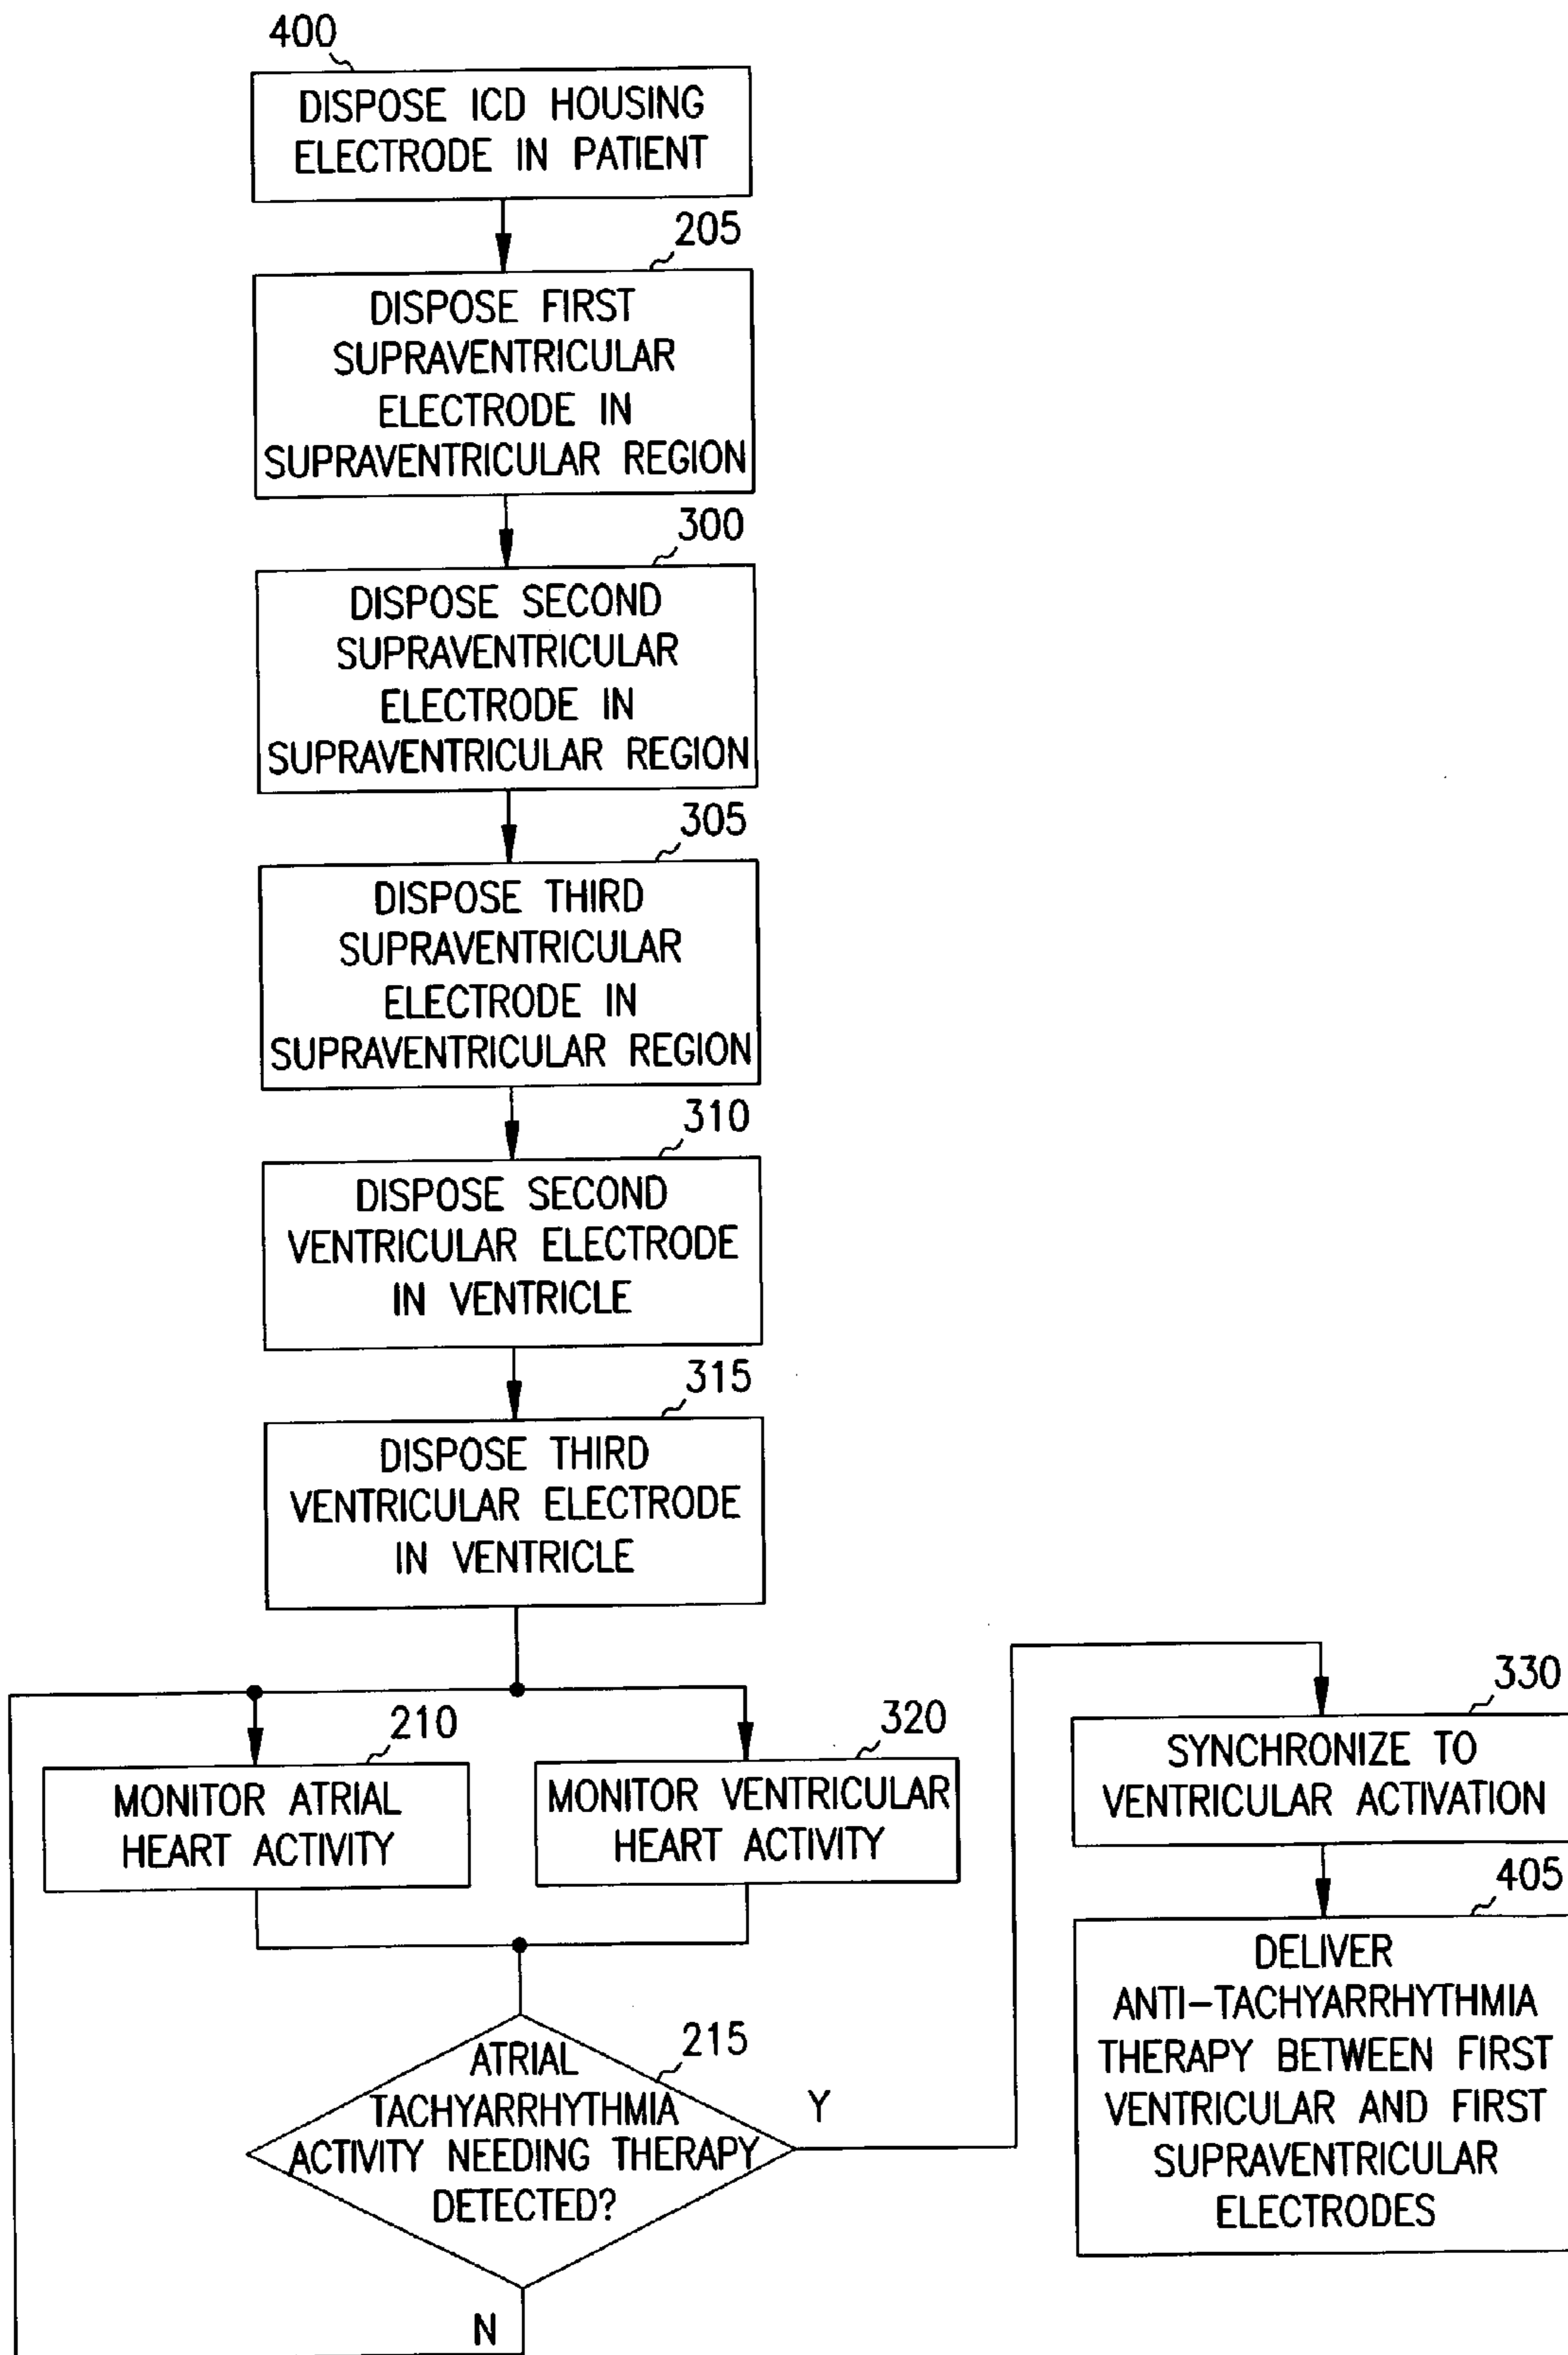 400
DISPOSE ICD HOUSING
ELECTRODE IN PATIENT
205
DISPOSE FIRST
SUPRAVENTRICULAR
ELECTRODE IN
SUPRAVENTRICULAR REGION
300
DISPOSE SECOND
SUPRAVENTRICULAR
ELECTRODE IN
SUPRAVENTRICULAR REGION
305
DISPOSE THIRD
SUPRAVENTRICULAR
ELECTRODE IN
SUPRAVENTRICULAR REGION
310
DISPOSE SECOND
VENTRICULAR ELECTRODE
IN VENTRICLE
315
DISPOSE THIRD
VENTRICULAR ELECTRODE
IN VENTRICLE
210
MONITOR ATRIAL
HEART ACTIVITY
320
MONITOR VENTRICULAR
HEART ACTIVITY
215
ATRIAL
TACHYARRHYTHMIA
ACTIVITY NEEDING THERAPY
DETECTED?
Y
N
330
SYNCHRONIZE TO
VENTRICULAR ACTIVATION
405
DELIVER
ANTI-TACHYARRHYTHMIA
THERAPY BETWEEN FIRST
VENTRICULAR AND FIRST
SUPRAVENTRICULAR
ELECTRODES